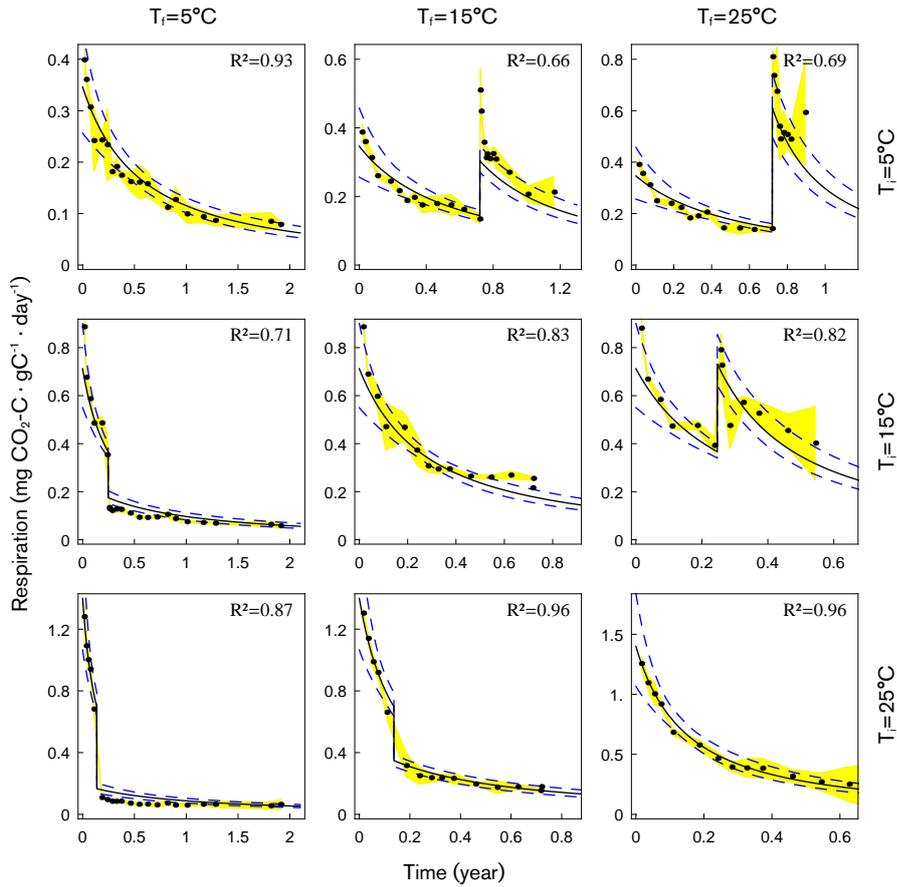 T_f=5°C T_f=15°C T_f=25°C
R²=0.93 R²=0.66 R²=0.69
0.4 0.3 0.2 0.1 0
0.6 0.4 0.2 0
0.8 0.6 0.4 0.2 0
T_i=5°C
0 0.5 1 1.5 2
0 0.4 0.8 1.2
0 0.2 0.4 0.6 0.8 1
Respiration (mg CO₂-C · gC⁻¹ · day⁻¹)
R²=0.71 R²=0.83 R²=0.82
0.8 0.6 0.4 0.2 0
0.8 0.6 0.4 0.2 0
0.8 0.6 0.4 0.2 0
T_i=15°C
0 0.5 1 1.5 2
0 0.2 0.4 0.6 0.8
0 0.2 0.4 0.6
R²=0.87 R²=0.96 R²=0.96
1.2 0.8 0.4 0
1.2 0.8 0.4 0
1.5 1. 0.5 0
T_i=25°C
0 0.5 1 1.5 2
0 0.2 0.4 0.6 0.8
0 0.2 0.4 0.6
Time (year)